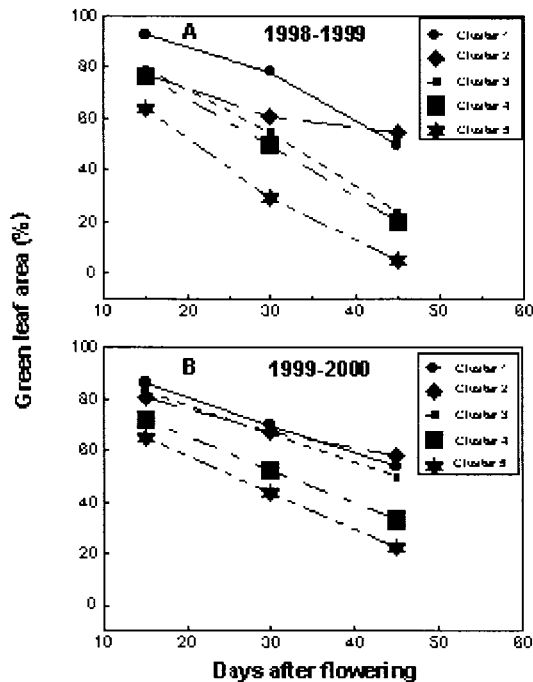 Green leaf area (%)
100
80
60
40
20
0
A
1998-1999
Cluster 1
Cluster 2
Cluster 3
Cluster 4
Cluster 5
10
20
30
40
50
60
100
80
60
40
20
0
B
1999-2000
Cluster 1
Cluster 2
Cluster 3
Cluster 4
Cluster 5
10
20
30
40
50
60
Days after flowering